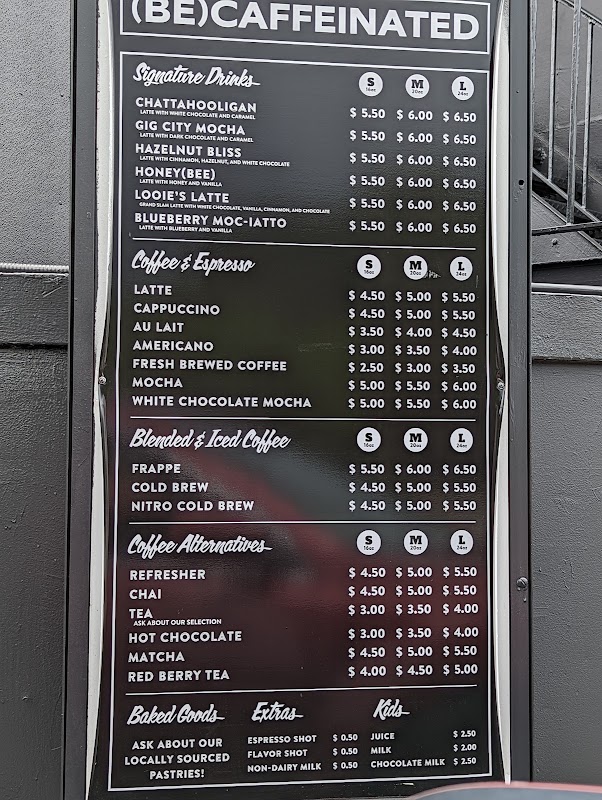 (BE)CAFFEINATED
Signature Drinks S 16oz M 20oz L 24oz
CHATTAHOOLIGAN $ 5.50 $ 6.00 $ 6.50
LATTE WITH WHITE CHOCOLATE AND CARAMEL
GIG CITY MOCHA $ 5.50 $ 6.00 $ 6.50
LATTE WITH DARK CHOCOLATE AND CARAMEL
HAZELNUT BLISS $ 5.50 $ 6.00 $ 6.50
LATTE WITH CINNAMON, HAZELNUT, AND WHITE CHOCOLATE
HONEY(BEE) $ 5.50 $ 6.00 $ 6.50
LATTE WITH HONEY AND VANILLA
LOOIE'S LATTE $ 5.50 $ 6.00 $ 6.50
GRAND SLAM LATTE WITH WHITE CHOCOLATE, VANILLA, CINNAMON, AND CHOCOLATE
BLUEBERRY MOC-IATTO $ 5.50 $ 6.00 $ 6.50
LATTE WITH BLUEBERRY AND VANILLA
Coffee & Espresso S 16oz M 20oz L 24oz
LATTE $ 4.50 $ 5.00 $ 5.50
CAPPUCCINO $ 4.50 $ 5.00 $ 5.50
AU LAIT $ 3.50 $ 4.00 $ 4.50
AMERICANO $ 3.00 $ 3.50 $ 4.00
FRESH BREWED COFFEE $ 2.50 $ 3.00 $ 3.50
MOCHA $ 5.00 $ 5.50 $ 6.00
WHITE CHOCOLATE MOCHA $ 5.00 $ 5.50 $ 6.00
Blended & Iced Coffee S 16oz M 20oz L 24oz
FRAPPE $ 5.50 $ 6.00 $ 6.50
COLD BREW $ 4.50 $ 5.00 $ 5.50
NITRO COLD BREW $ 4.50 $ 5.00 $ 5.50
Coffee Alternatives S 16oz M 20oz L 24oz
REFRESHER $ 4.50 $ 5.00 $ 5.50
CHAI $ 4.50 $ 5.00 $ 5.50
TEA $ 3.00 $ 3.50 $ 4.00
ASK ABOUT OUR SELECTION
HOT CHOCOLATE $ 3.00 $ 3.50 $ 4.00
MATCHA $ 4.50 $ 5.00 $ 5.50
RED BERRY TEA $ 4.00 $ 4.50 $ 5.00
Baked Goods
ASK ABOUT OUR
LOCALLY SOURCED
PASTRIES!
Extras
ESPRESSO SHOT $ 0.50
FLAVOR SHOT $ 0.50
NON-DAIRY MILK $ 0.50
Kids
JUICE $ 2.50
MILK $ 2.00
CHOCOLATE MILK $ 2.50